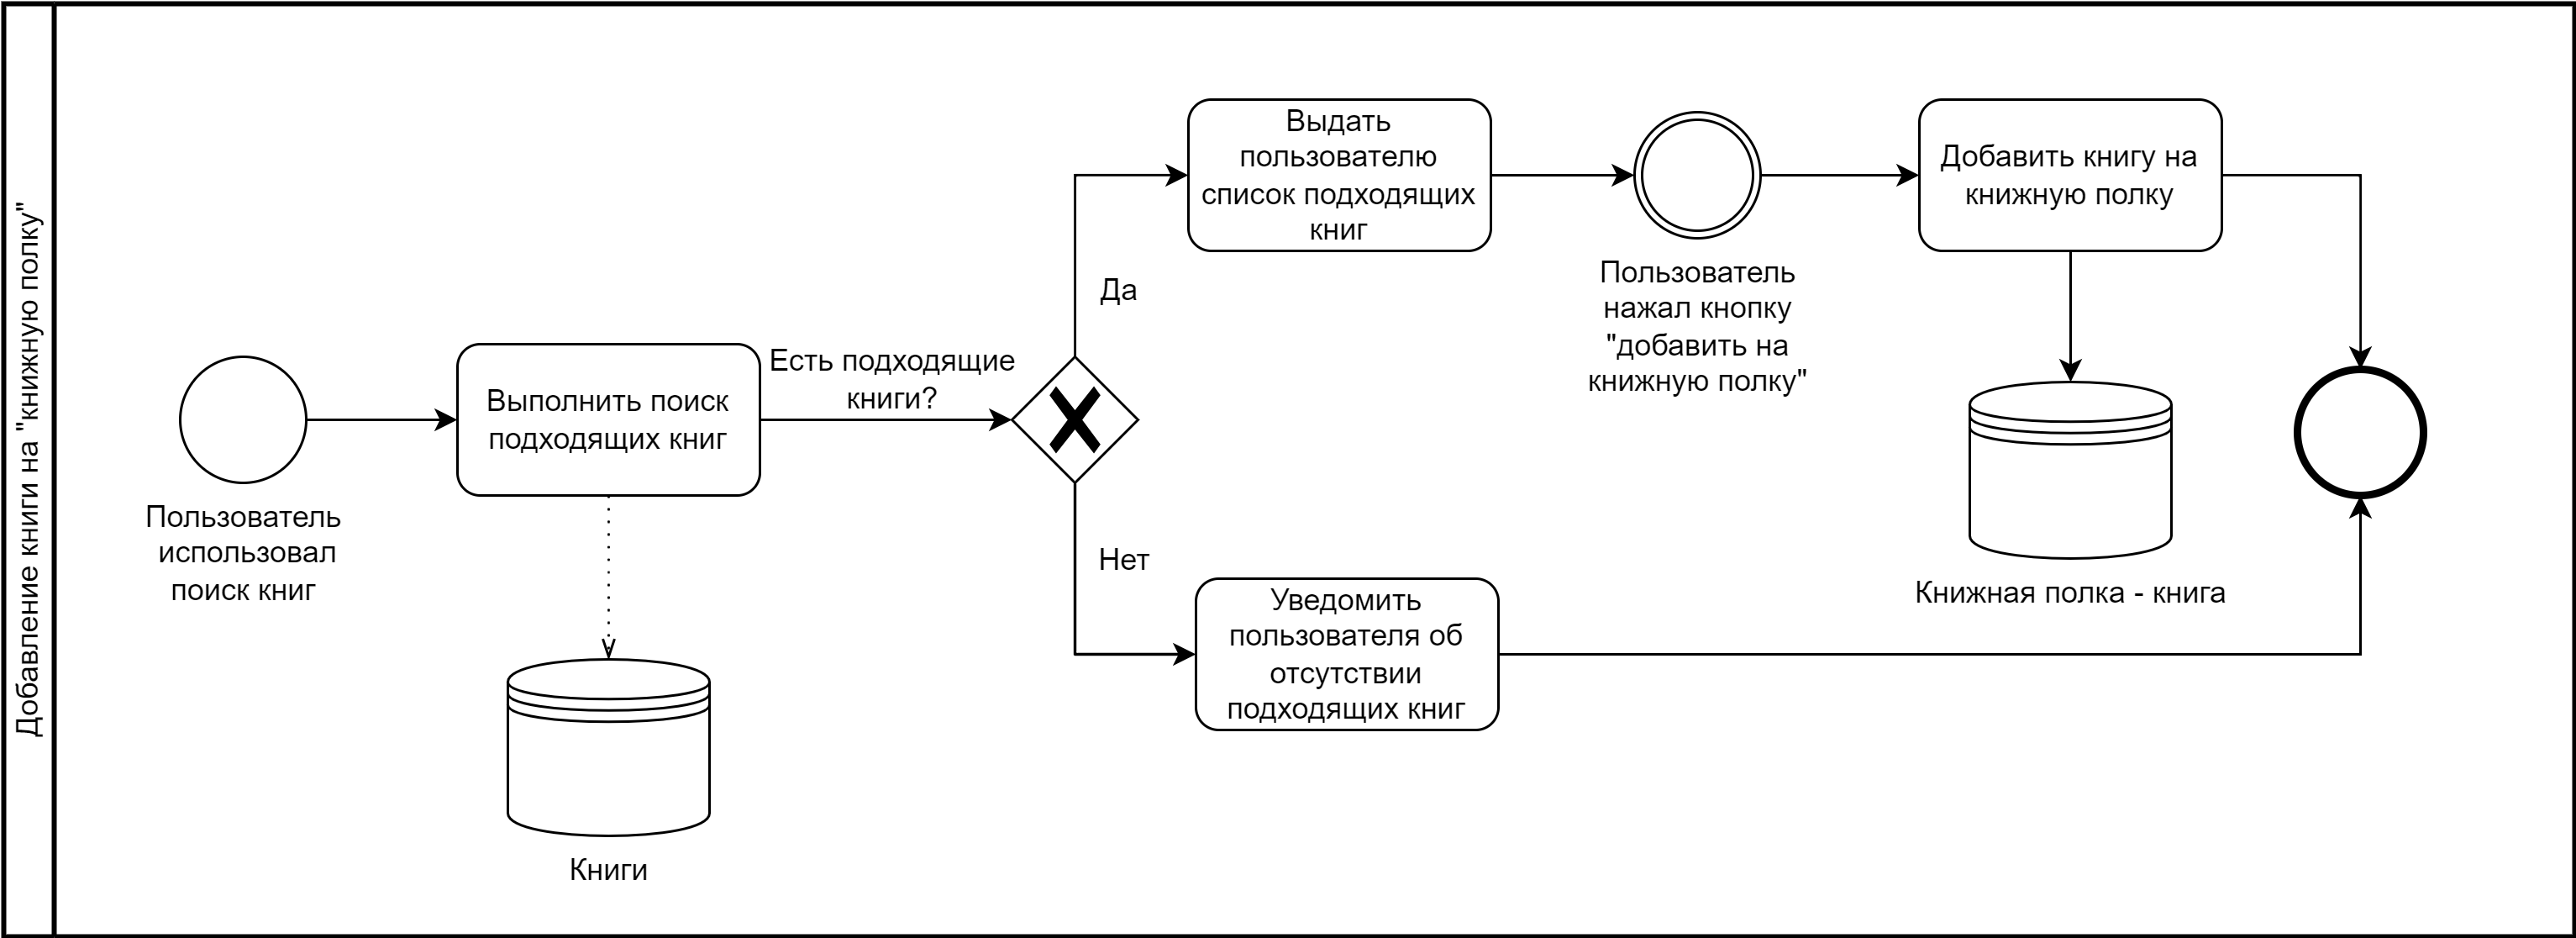 Добавление книги на "книжную полку"
Пользователь
использовал
поиск книг
Выполнить поиск
подходящих книг
Книги
Есть подходящие
книги?
Да
Нет
Выдать
пользователю
список подходящих
книг
Уведомить
пользователя об
отсутствии
подходящих книг
Пользователь
нажал кнопку
"добавить на
книжную полку"
Добавить книгу на
книжную полку
Книжная полка - книга